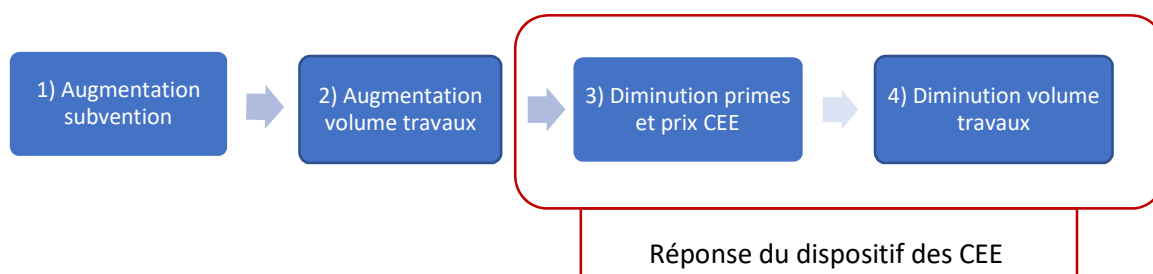 1) Augmentation
subvention
2) Augmentation
volume travaux
3) Diminution primes
et prix CEE
4) Diminution volume
travaux
Réponse du dispositif des CEE